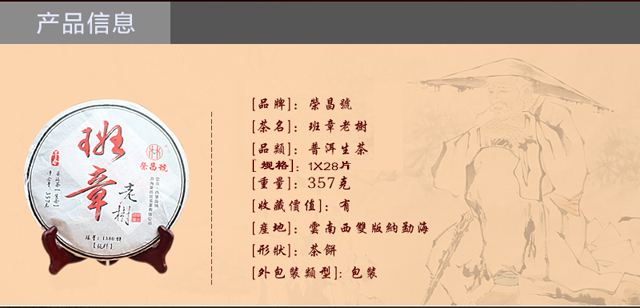 产品信息
[品牌]：榮昌號
[茶名]：班章老樹
[品類]：普洱生茶
[規格]：1X28片
[重量]：357克
[收藏價值]：有
[産地]：雲南西雙版納勐海
[形狀]：茶餅
[外包裝類型]：包裝
班章
老樹
榮昌號